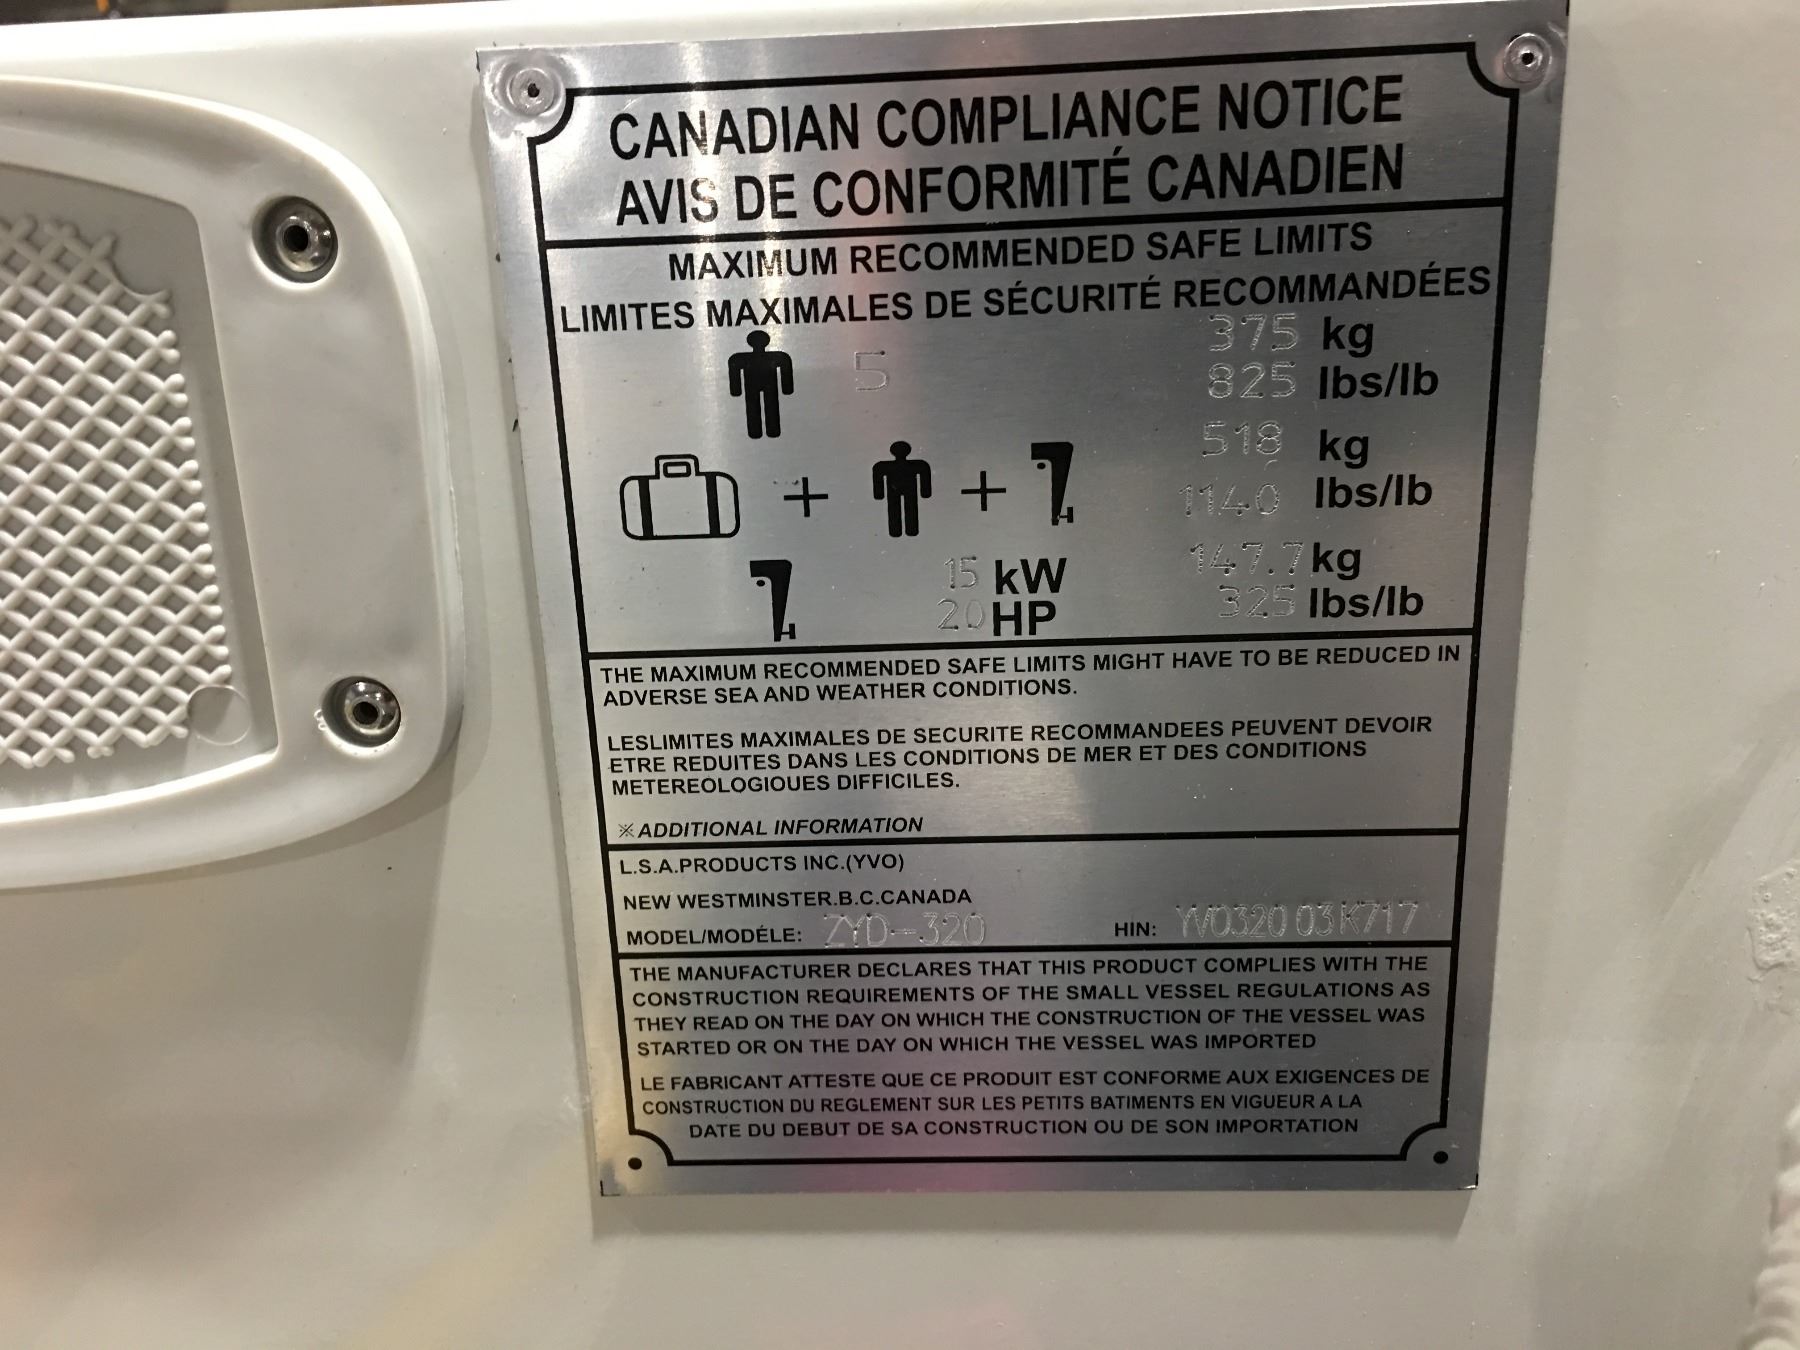 CANADIAN COMPLIANCE NOTICE
AVIS DE CONFORMITÉ CANADIEN
MAXIMUM RECOMMENDED SAFE LIMITS
LIMITES MAXIMALES DE SÉCURITÉ RECOMMANDÉES
5 375 kg
825 lbs/lb
518 kg
+ + 1140 lbs/lb
15 kW 147.7 kg
20 HP 325 lbs/lb
THE MAXIMUM RECOMMENDED SAFE LIMITS MIGHT HAVE TO BE REDUCED IN
ADVERSE SEA AND WEATHER CONDITIONS.
LESLIMITES MAXIMALES DE SECURITE RECOMMANDEES PEUVENT DEVOIR
ETRE REDUITES DANS LES CONDITIONS DE MER ET DES CONDITIONS
METEREOLOGIOUES DIFFICILES.
※ADDITIONAL INFORMATION
L.S.A.PRODUCTS INC.(YVO)
NEW WESTMINSTER.B.C.CANADA
MODEL/MODÉLE: ZYD-320 HIN: YVO320 03K717
THE MANUFACTURER DECLARES THAT THIS PRODUCT COMPLIES WITH THE
CONSTRUCTION REQUIREMENTS OF THE SMALL VESSEL REGULATIONS AS
THEY READ ON THE DAY ON WHICH THE CONSTRUCTION OF THE VESSEL WAS
STARTED OR ON THE DAY ON WHICH THE VESSEL WAS IMPORTED
LE FABRICANT ATTESTE QUE CE PRODUIT EST CONFORME AUX EXIGENCES DE
CONSTRUCTION DU REGLEMENT SUR LES PETITS BATIMENTS EN VIGUEUR A LA
DATE DU DEBUT DE SA CONSTRUCTION OU DE SON IMPORTATION